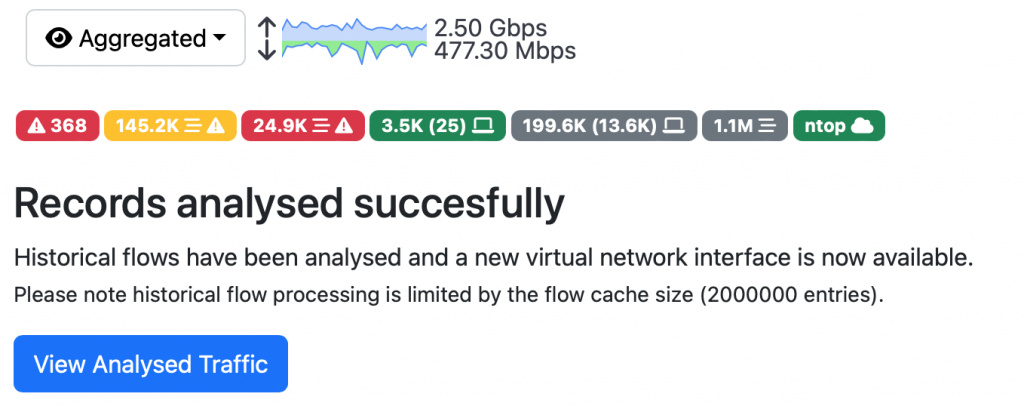 Aggregated
2.50 Gbps
477.30 Mbps
368 145.2K 24.9K 3.5K (25) 199.6K (13.6K) 1.1M ntop
Records analysed succesfully
Historical flows have been analysed and a new virtual network interface is now available.
Please note historical flow processing is limited by the flow cache size (2000000 entries).
View Analysed Traffic